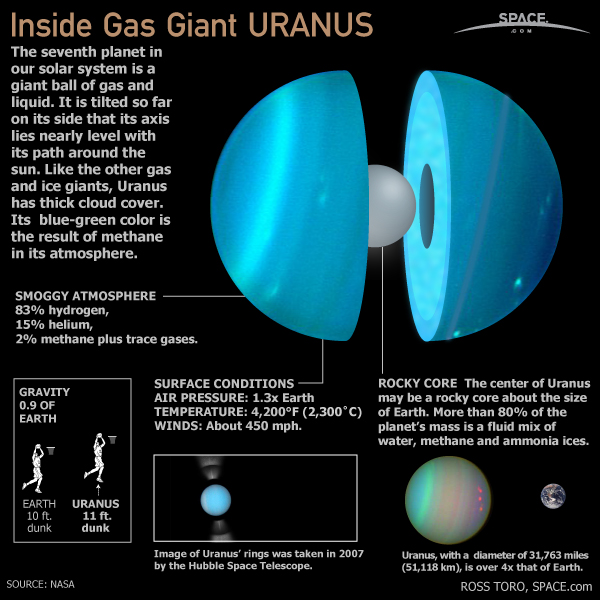 Inside Gas Giant URANUS
SPACE.
.COM
The seventh planet in
our solar system is a
giant ball of gas and
liquid. It is tilted so far
on its side that its axis
lies nearly level with
its path around the
sun. Like the other gas
and ice giants, Uranus
has thick cloud cover.
Its  blue-green color is
the result of methane
in its atmosphere.
SMOGGY ATMOSPHERE
83% hydrogen,
15% helium,
2% methane plus trace gases.
SURFACE CONDITIONS
AIR PRESSURE: 1.3x Earth
TEMPERATURE: 4,200°F (2,300˚C)
WINDS: About 450 mph.
ROCKY CORE  The center of Uranus
may be a rocky core about the size
of Earth. More than 80% of the
planet’s mass is a fluid mix of
water, methane and ammonia ices.
GRAVITY
0.9 OF
EARTH
EARTH
10 ft.
dunk
URANUS
11 ft.
dunk
Image of Uranus’ rings was taken in 2007
by the Hubble Space Telescope.
Uranus, with a  diameter of 31,763 miles
(51,118 km), is over 4x that of Earth.
SOURCE: NASA
ROSS TORO, SPACE.com